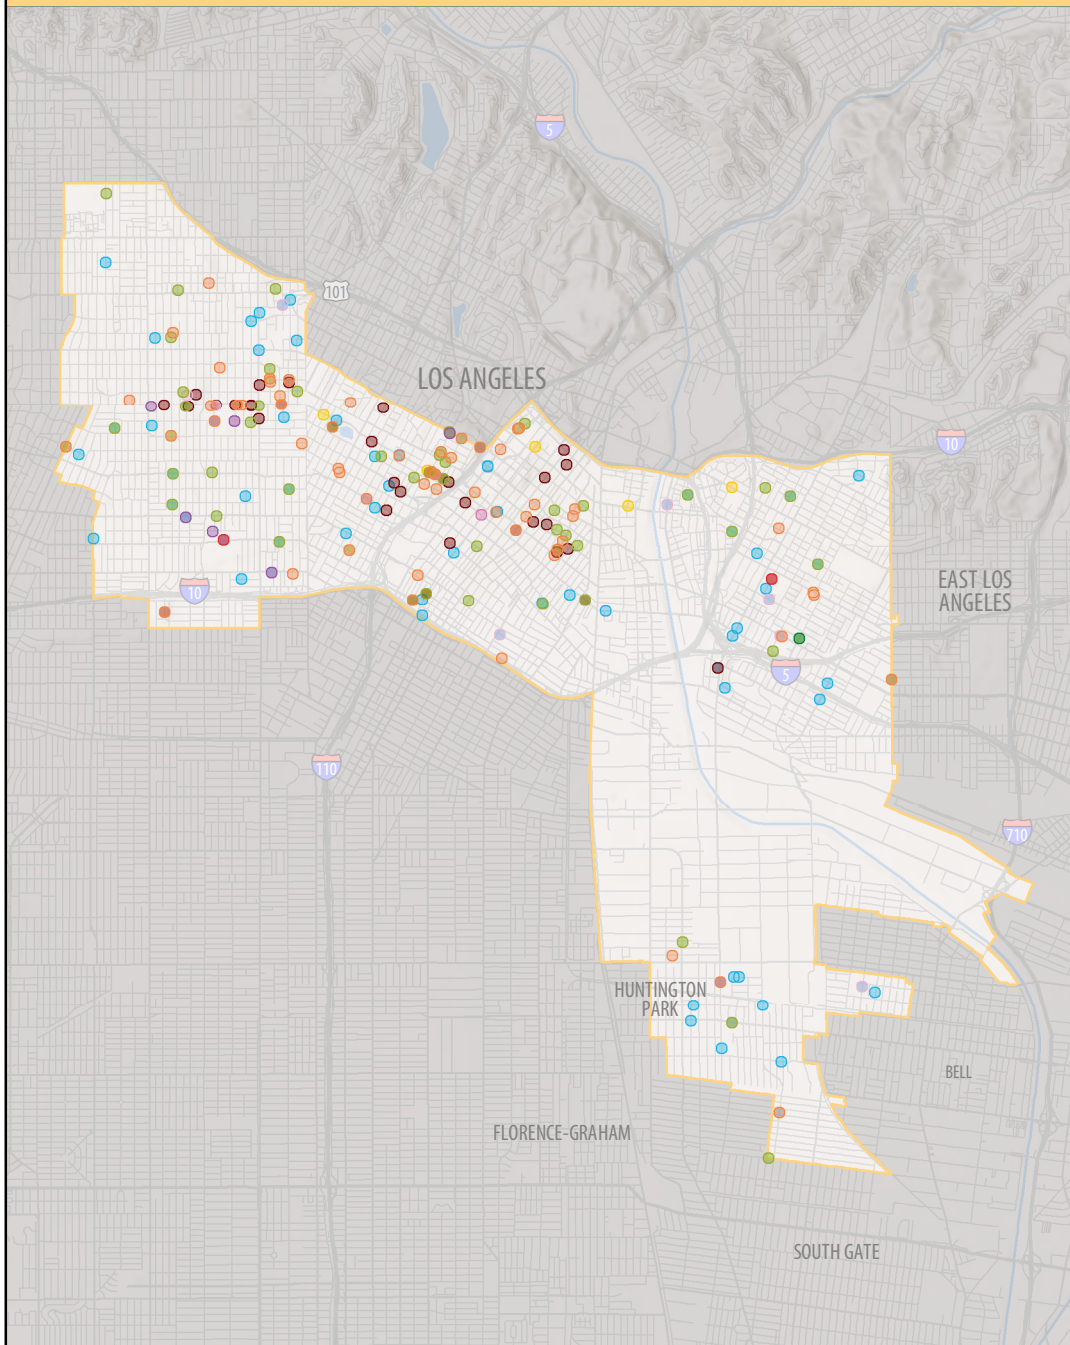 5
101
LOS ANGELES
10
EAST LOS
ANGELES
10
5
110
710
HUNTINGTON
PARK
BELL
FLORENCE-GRAHAM
SOUTH GATE